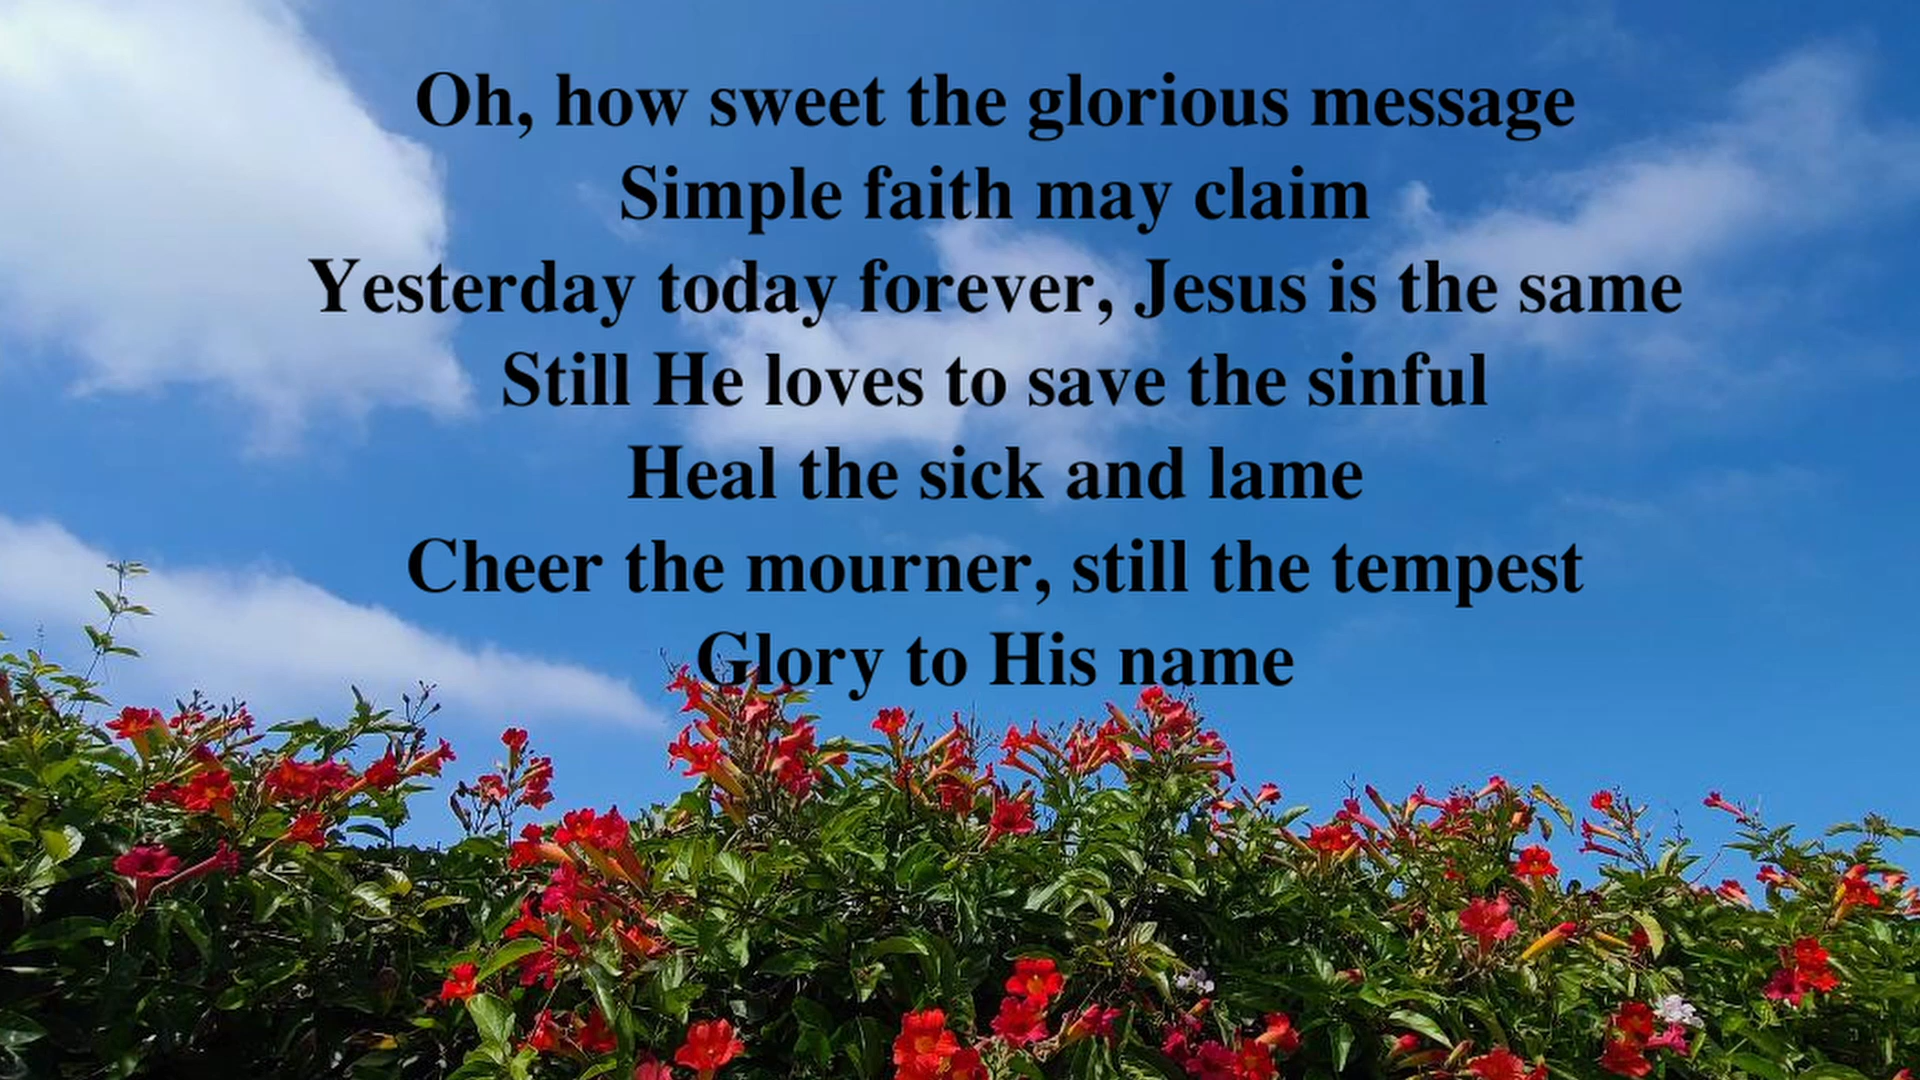 Oh, how sweet the glorious message
Simple faith may claim
Yesterday today forever, Jesus is the same
Still He loves to save the sinful
Heal the sick and lame
Cheer the mourner, still the tempest
Glory to His name